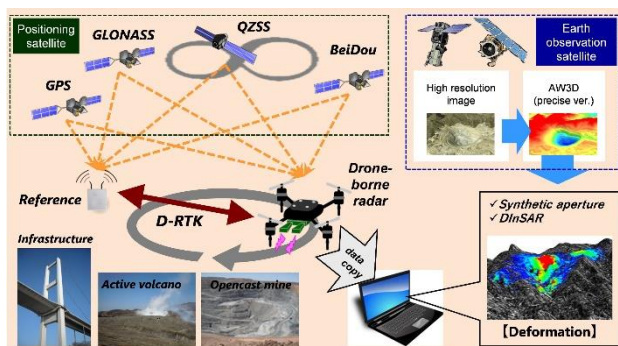 Positioning
satellite
GLONASS
QZSS
BeiDou
GPS
Earth
observation
satellite
High resolution
image
AW3D
(precise ver.)
Reference
D-RTK
Drone-
borne
radar
data
copy
✓ Synthetic aperture
✓ DInSAR
【Deformation】
Infrastructure
Active volcano
Opencast mine